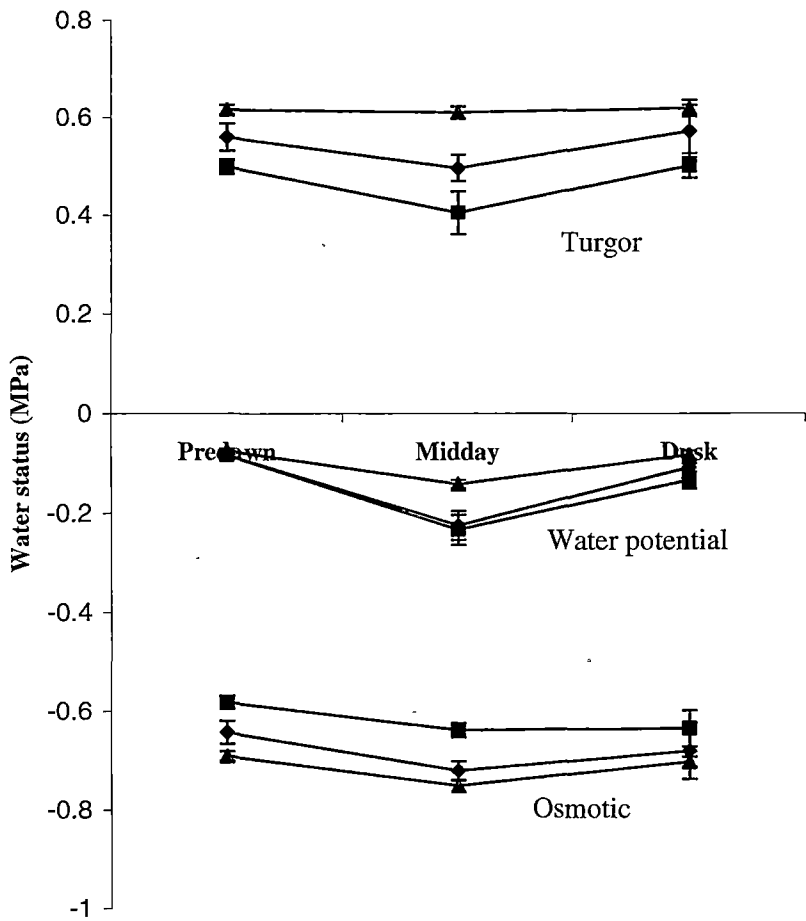 0.8
0.6
0.4
Turgor
0.2
Water status (MPa)
0
Predawn Midday Dusk
-0.2
Water potential
-0.4
-0.6
-0.8
Osmotic
-1